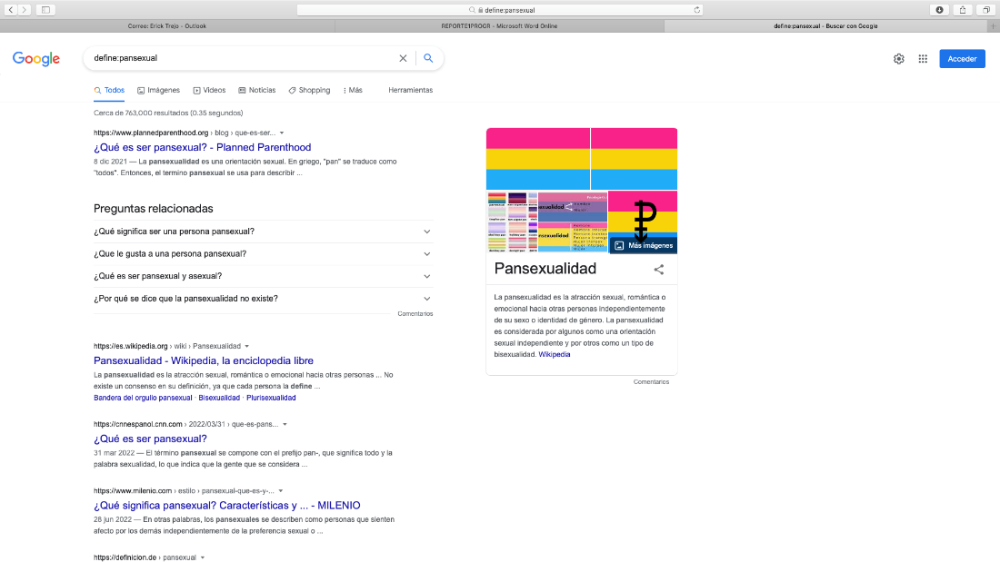 define:pansexual
Correo: Erick Trejo - Outlook
REPORTE1PROGR - Microsoft Word Online
define:pansexual - Buscar con Google
Google
define:pansexual
Acceder
Todos
Imágenes
Videos
Noticias
Shopping
Más
Herramientas
Cerca de 763,000 resultados (0.35 segundos)
https://www.plannedparenthood.org › blog › que-es-ser...
¿Qué es ser pansexual? - Planned Parenthood
8 dic 2021 — La pansexualidad es una orientación sexual. En griego, "pan" se traduce como
"todos". Entonces, el termino pansexual se usa para describir ...
Preguntas relacionadas
¿Qué significa ser una persona pansexual?
¿Que le gusta a una persona pansexual?
¿Qué es ser pansexual y asexual?
¿Por qué se dice que la pansexualidad no existe?
Comentarios
https://es.wikipedia.org › wiki › Pansexualidad
Pansexualidad - Wikipedia, la enciclopedia libre
La pansexualidad es la atracción sexual, romántica o emocional hacia otras personas ... No
existe un consenso en su definición, ya que cada persona la define ...
Bandera del orgullo pansexual · Bisexualidad · Plurisexualidad
https://cnnespanol.cnn.com › 2022/03/31 › que-es-pans...
¿Qué es ser pansexual?
31 mar 2022 — El término pansexual se compone con el prefijo pan-, que significa todo y la
palabra sexualidad, lo que indica que la gente que se considera ...
https://www.milenio.com › estilo › pansexual-que-es-y-...
¿Qué significa pansexual? Características y ... - MILENIO
28 jun 2022 — En otras palabras, los pansexuales se describen como personas que sienten
afecto por los demás independientemente de la preferencia sexual o ...
https://definicion.de › pansexual
Más imágenes
Pansexualidad
La pansexualidad es la atracción sexual, romántica o
emocional hacia otras personas independientemente
de su sexo o identidad de género. La pansexualidad
es considerada por algunos como una orientación
sexual independiente y por otros como un tipo de
bisexualidad. Wikipedia
Comentarios